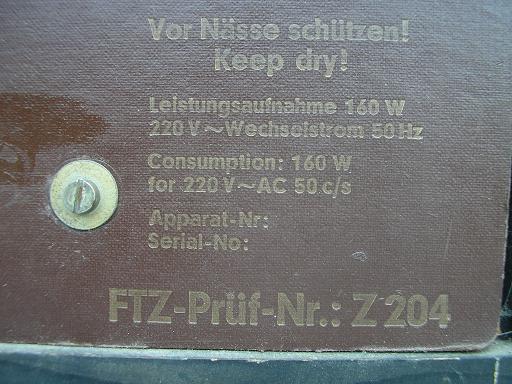 Vor Nässe schützen!
Keep dry!
Leistungsaufnahme 160 W
220 V~Wechselstrom 50 Hz
Consumption: 160 W
for 220 V~AC 50 c/s
Apparat-Nr:
Serial-No:
FTZ-Prüf-Nr.: Z 204